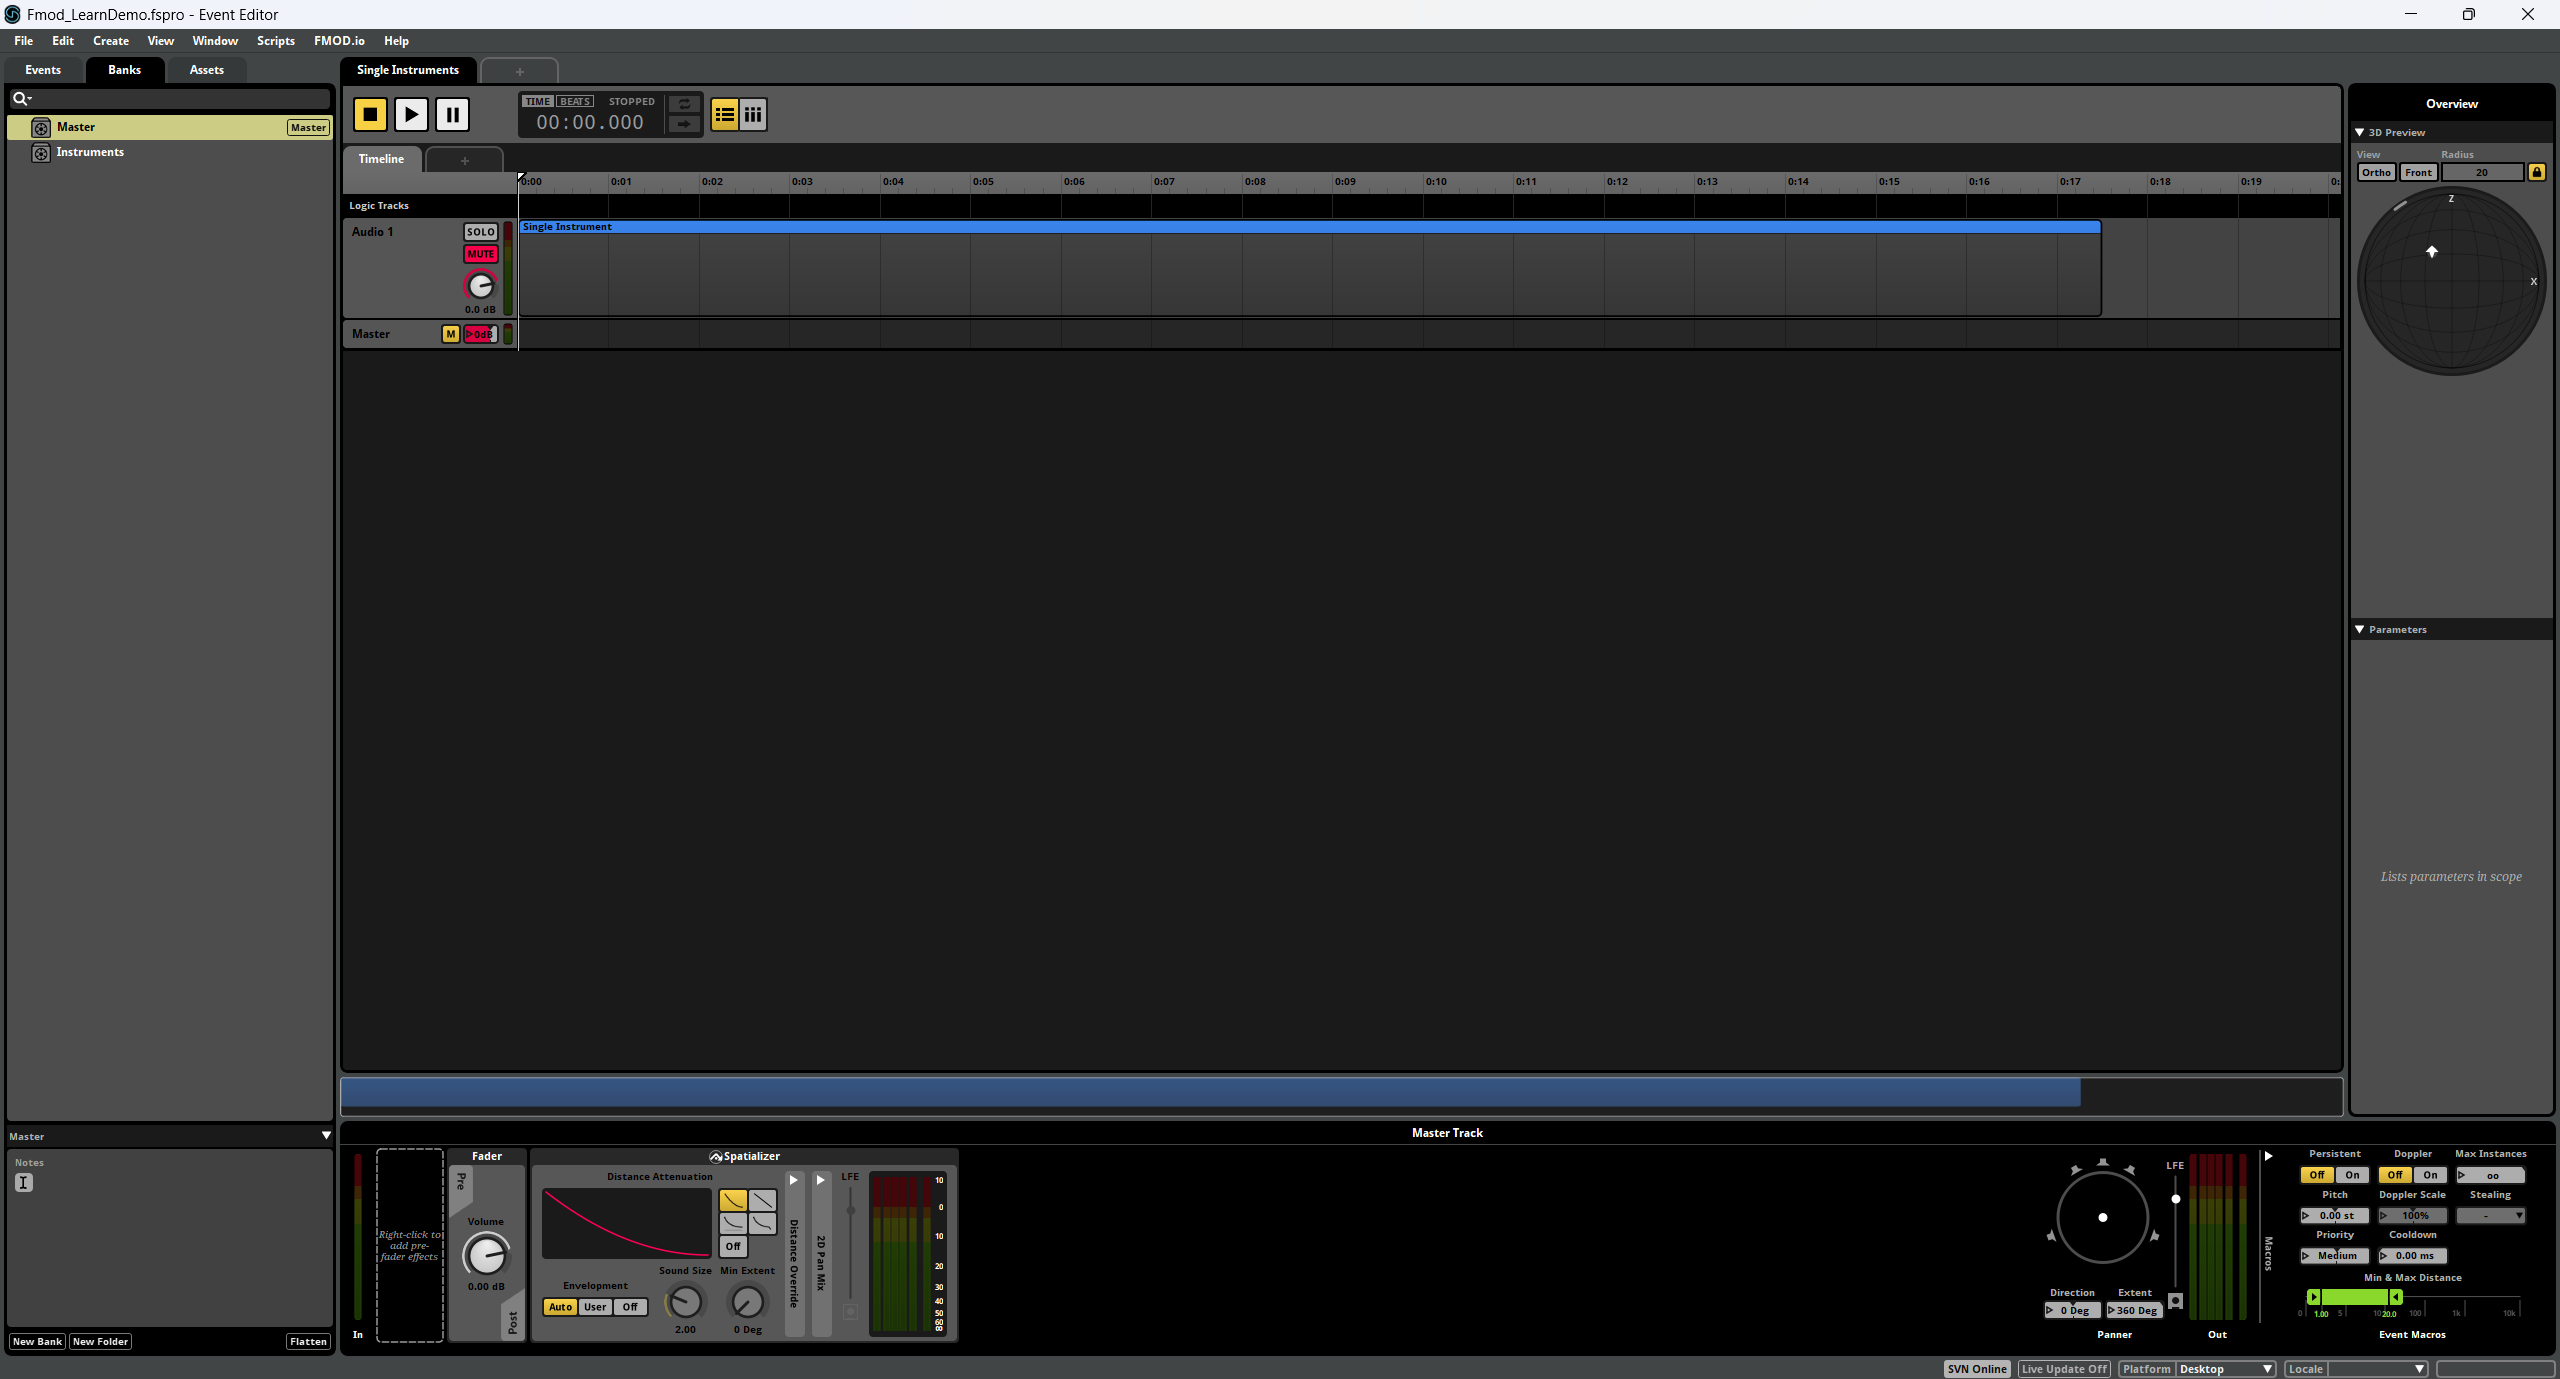 Fmod_LearnDemo.fspro - Event Editor
File Edit Create View Window Scripts FMOD.io Help
Events Banks Assets
Master Master
Instruments
Master
Notes
New Bank New Folder Flatten
Single Instruments +
TIME BEATS STOPPED
00:00.000
Timeline +
0:00 0:01 0:02 0:03 0:04 0:05 0:06 0:07 0:08 0:09 0:10 0:11 0:12 0:13 0:14 0:15 0:16 0:17 0:18 0:19 0:
Logic Tracks
Audio 1 SOLO
MUTE
0.0 dB
Single Instrument
Master M 0dB
Overview
3D Preview
View Radius
Ortho Front 20
Z
X
Parameters
Lists parameters in scope
Master Track
In
Right-click to
add pre-
fader effects
Fader
Pre
Volume
0.00 dB
Post
Spatializer
Distance Attenuation
Off
Sound Size Min Extent
Envelopment
Auto User Off
2.00 0 Deg
Distance Override
2D Pan Mix
LFE
10
0
10
20
30
40
50
60
LFE
Direction Extent
0 Deg 360 Deg
Panner
Out
Macros
Persistent Doppler Max Instances
Off On Off On oo
Pitch Doppler Scale Stealing
0.00 st 100% -
Priority Cooldown
Medium 0.00 ms
Min & Max Distance
0 1.00 5 10 20.0 100 1k 10k
Event Macros
SVN Online Live Update Off Platform Desktop Locale